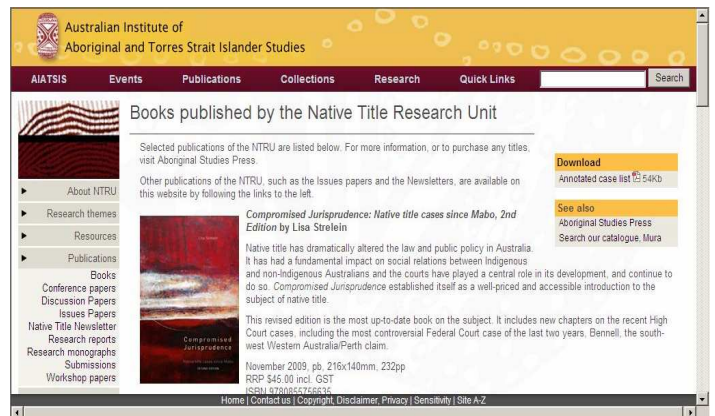 Australian Institute of
Aboriginal and Torres Strait Islander Studies
AIATSIS Events Publications Collections Research Quick Links Search
Books published by the Native Title Research Unit
Selected publications of the NTRU are listed below. For more information, or to purchase any titles,
visit Aboriginal Studies Press.
Other publications of the NTRU, such as the Issues papers and the Newsletters, are available on
this website by following the links to the left.
Download
Annotated case list 54Kb
See also
Aboriginal Studies Press
Search our catalogue, Mura
About NTRU
Research themes
Resources
Publications
Books
Conference papers
Discussion Papers
Issues Papers
Native Title Newsletter
Research reports
Research monographs
Submissions
Workshop papers
Compromised
Jurisprudence
Compromised Jurisprudence: Native title cases since Mabo, 2nd
Edition by Lisa Strelein
Native title has dramatically altered the law and public policy in Australia.
It has had a fundamental impact on social relations between Indigenous
and non-Indigenous Australians and the courts have played a central role in its development, and continue to
do so. Compromised Jurisprudence established itself as a well-priced and accessible introduction to the
subject of native title.
This revised edition is the most up-to-date book on the subject. It includes new chapters on the recent High
Court cases, including the most controversial Federal Court case of the last two years, Bennell, the south-
west Western Australia/Perth claim.
November 2009, pb, 216x140mm, 232pp
RRP $45.00 incl. GST
ISBN 9780855756635
Home | Contact us | Copyright, Disclaimer, Privacy | Sensitivity | Site A-Z